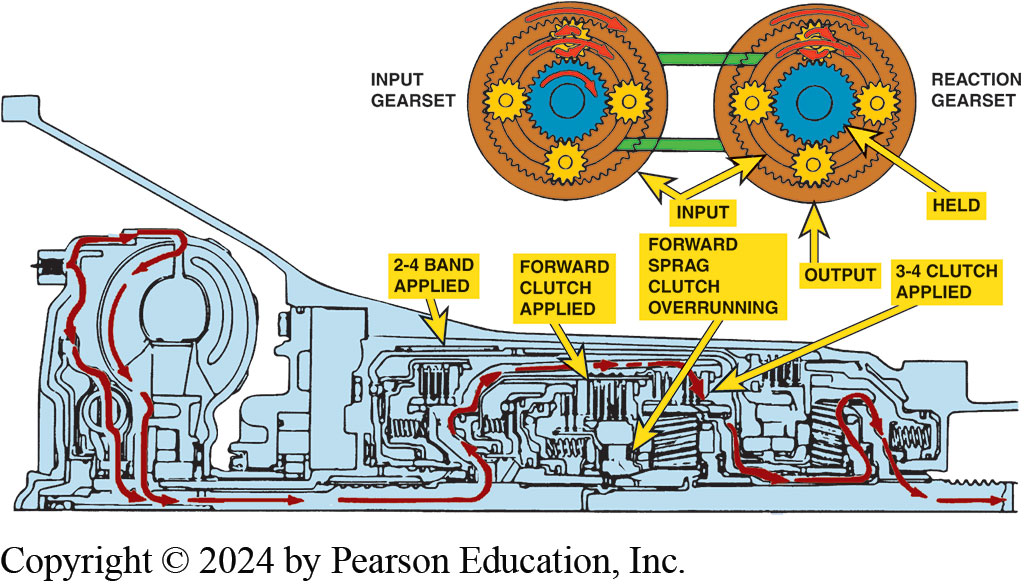 INPUT
GEARSET
REACTION
GEARSET
INPUT
HELD
OUTPUT
2-4 BAND
APPLIED
FORWARD
CLUTCH
APPLIED
FORWARD
SPRAG
CLUTCH
OVERRUNNING
3-4 CLUTCH
APPLIED
Copyright © 2024 by Pearson Education, Inc.